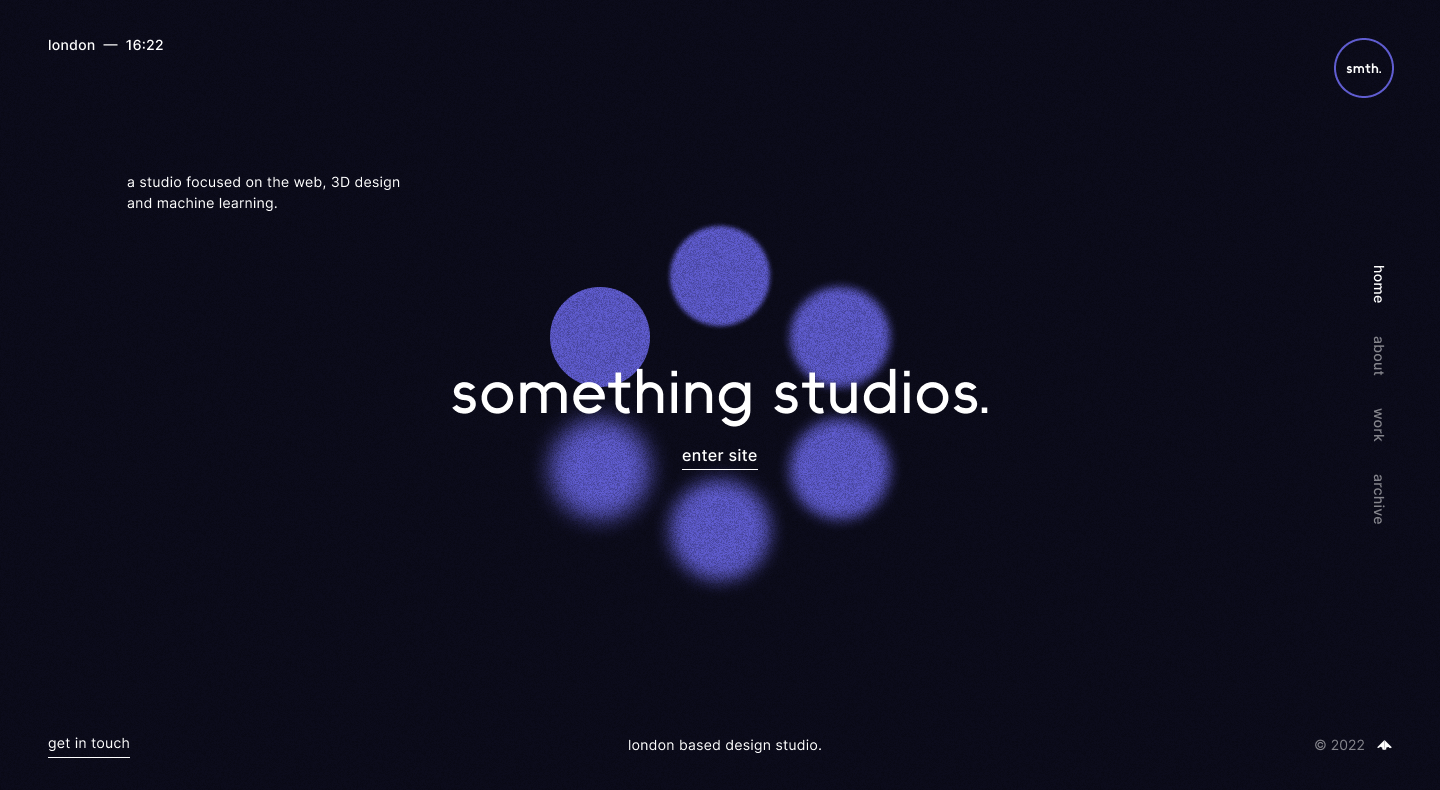 london — 16:22
smth.
a studio focused on the web, 3D design
and machine learning.
home
about
work
archive
something studios.
enter site
get in touch
london based design studio.
© 2022